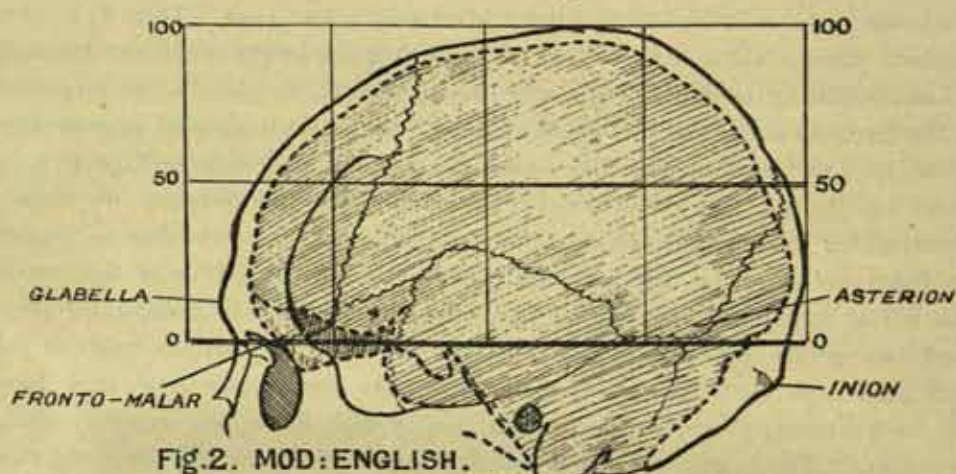 100 100
50 50
GLABELLA ASTERION
0 0
FRONTO-MALAR INION
Fig.2. MOD:ENGLISH.